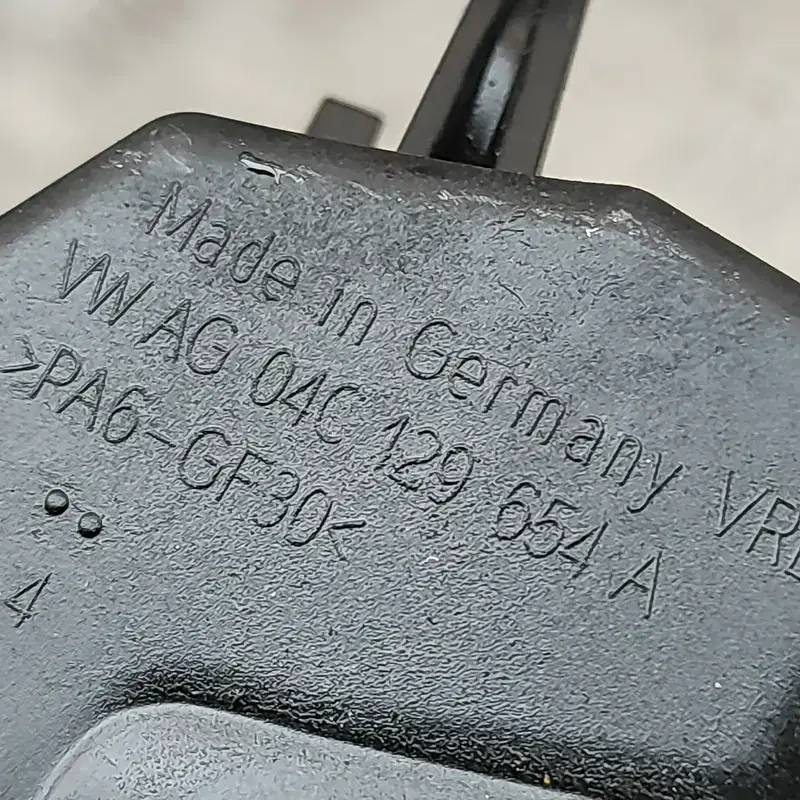 Made in Germany
VW AG 04C 129 654 A
>PA6-GF30<
4